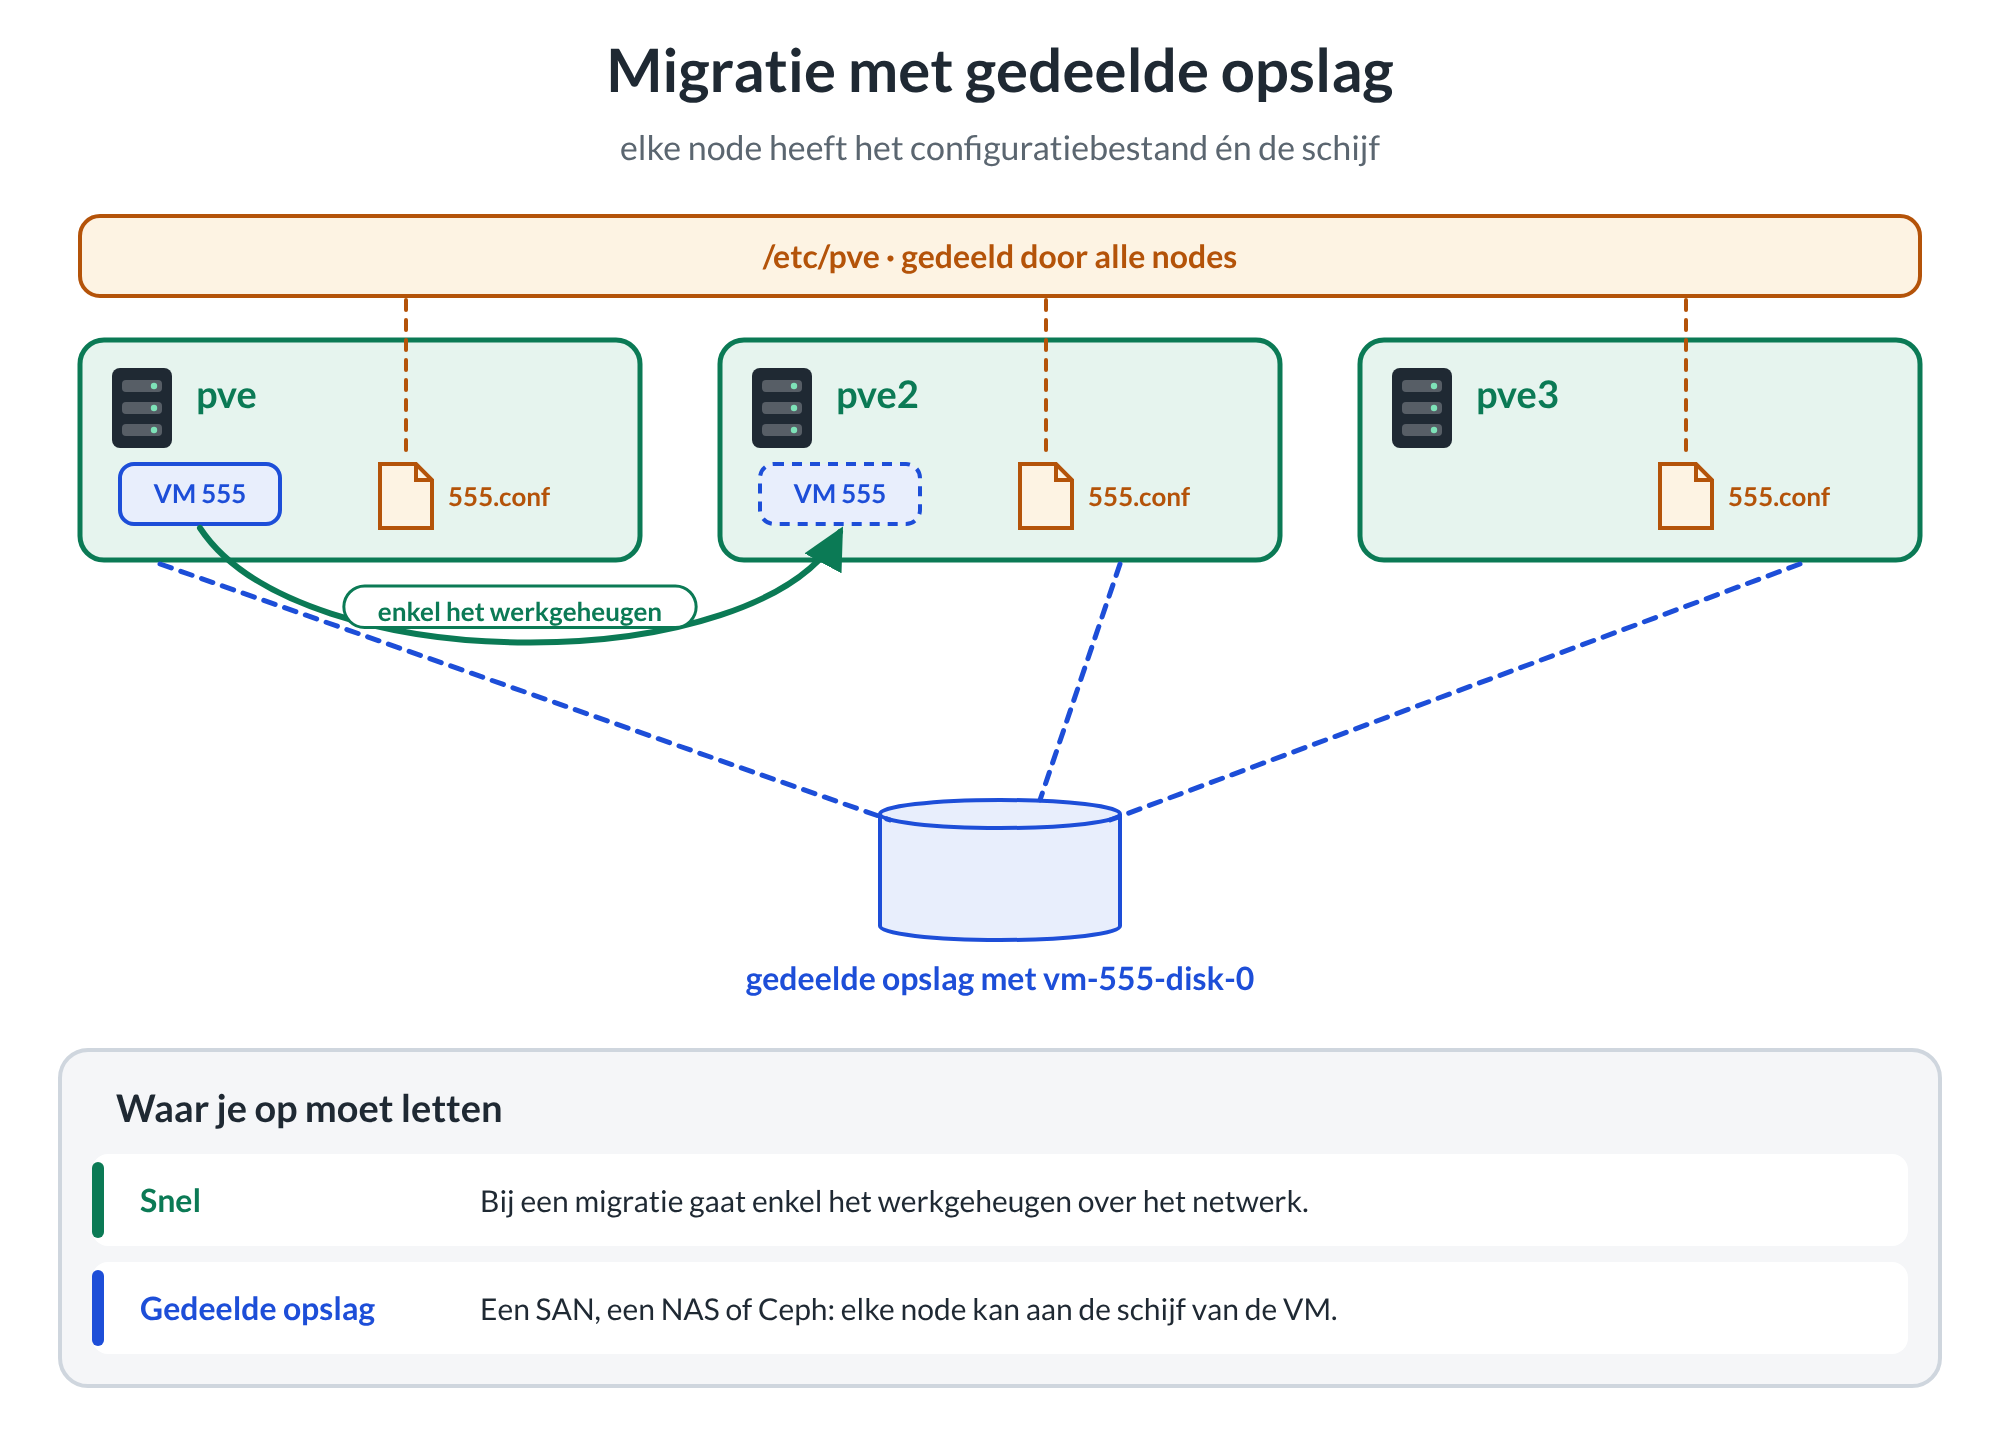 Migratie met gedeelde opslag
elke node heeft het configuratiebestand én de schijf
/etc/pve · gedeeld door alle nodes
pve
pve2
pve3
VM 555
555.conf
VM 555
555.conf
555.conf
enkel het werkgeheugen
gedeelde opslag met vm-555-disk-0
Waar je op moet letten
Snel
Bij een migratie gaat enkel het werkgeheugen over het netwerk.
Gedeelde opslag
Een SAN, een NAS of Ceph: elke node kan aan de schijf van de VM.